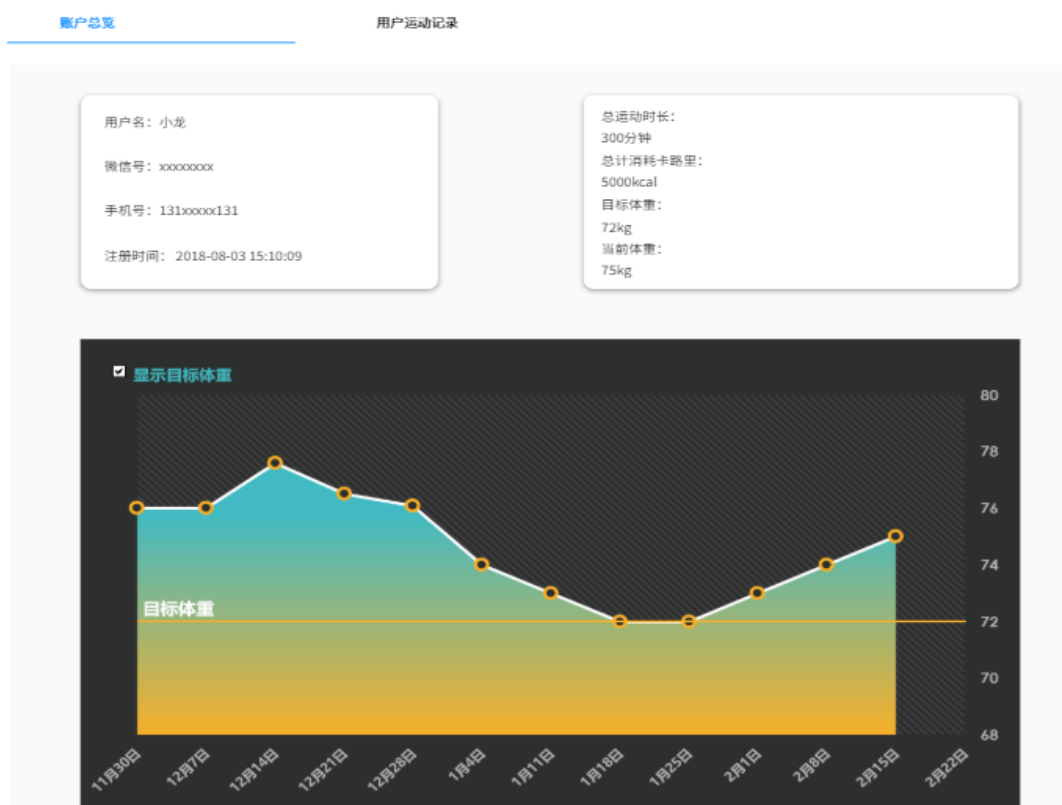 账户总览 用户运动记录
用户名：小龙
微信号：xxxxxxxx
手机号：131xxxxx131
注册时间： 2018-08-03 15:10:09
总运动时长：
300分钟
总计消耗卡路里：
5000kcal
目标体重：
72kg
当前体重：
75kg
显示目标体重
80
78
76
74
72
70
68
目标体重
11月30日 12月7日 12月14日 12月21日 12月28日 1月4日 1月11日 1月18日 1月25日 2月1日 2月8日 2月15日 2月22日